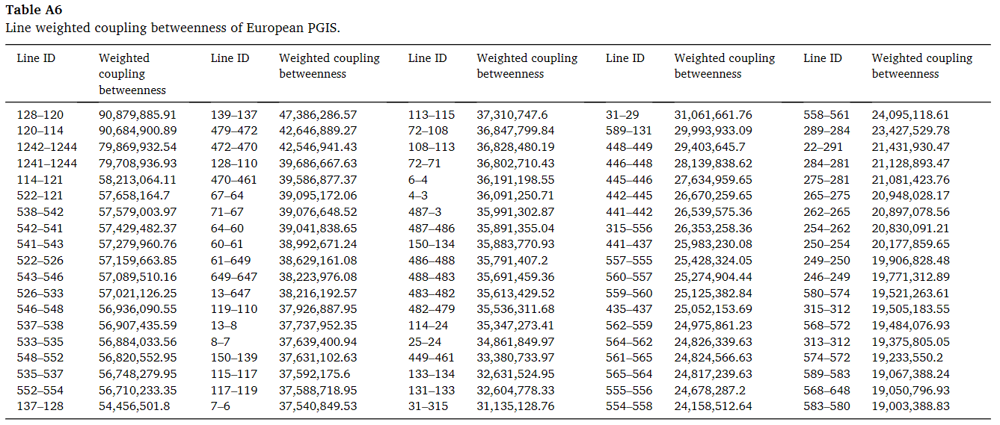 Table A6
Line weighted coupling betweenness of European PGIS.
Line ID Weighted Line ID Weighted coupling Line ID Weighted coupling Line ID Weighted coupling Line ID Weighted coupling
coupling betweenness betweenness betweenness betweenness
betweenness
128–120 90,879,885.91 139–137 47,386,286.57 113–115 37,310,747.6 31–29 31,061,661.76 558–561 24,095,118.61
120–114 90,684,900.89 479–472 42,646,889.27 72–108 36,847,799.84 589–131 29,993,933.09 289–284 23,427,529.78
1242–1244 79,869,932.54 472–470 42,546,941.43 108–113 36,828,480.19 448–449 29,403,645.7 22–291 21,431,930.47
1241–1244 79,708,936.93 128–110 39,686,667.63 72–71 36,802,710.43 446–448 28,139,838.62 284–281 21,128,893.47
114–121 58,213,064.11 470–461 39,586,877.37 6–4 36,191,198.55 445–446 27,634,959.65 275–281 21,081,423.76
522–121 57,658,164.7 67–64 39,095,172.06 4–3 36,091,250.71 442–445 26,670,259.65 265–275 20,948,028.17
538–542 57,579,003.97 71–67 39,076,648.52 487–3 35,991,302.87 441–442 26,539,575.36 262–265 20,897,078.56
542–541 57,429,482.37 64–60 39,041,838.65 487–486 35,891,355.04 315–556 26,353,258.36 254–262 20,830,091.21
541–543 57,279,960.76 60–61 38,992,671.24 150–134 35,883,770.93 441–437 25,983,230.08 250–254 20,177,859.65
522–526 57,159,663.85 61–649 38,629,161.08 486–488 35,791,407.2 557–555 25,428,324.05 249–250 19,906,828.48
543–546 57,089,510.16 649–647 38,223,976.08 488–483 35,691,459.36 560–557 25,274,904.44 246–249 19,771,312.89
526–533 57,021,126.25 13–647 38,216,192.57 483–482 35,613,429.52 559–560 25,125,382.84 580–574 19,521,263.61
546–548 56,936,090.55 119–110 37,926,887.95 482–479 35,536,311.68 435–437 25,052,153.69 315–312 19,505,183.55
537–538 56,907,435.59 13–8 37,737,952.35 114–24 35,347,273.41 562–559 24,975,861.23 568–572 19,484,076.93
533–535 56,884,033.56 8–7 37,639,400.94 25–24 34,861,849.97 564–562 24,826,339.63 313–312 19,375,805.05
548–552 56,820,552.95 150–139 37,631,102.63 449–461 33,380,733.97 561–565 24,824,566.63 574–572 19,233,550.2
535–537 56,748,279.95 115–117 37,592,175.6 133–134 32,631,524.95 565–564 24,817,239.63 589–583 19,067,388.24
552–554 56,710,233.35 117–119 37,588,718.95 131–133 32,604,778.33 555–556 24,678,287.2 568–648 19,050,796.93
137–128 54,456,501.8 7–6 37,540,849.53 31–315 31,135,128.76 554–558 24,158,512.64 583–580 19,003,388.83